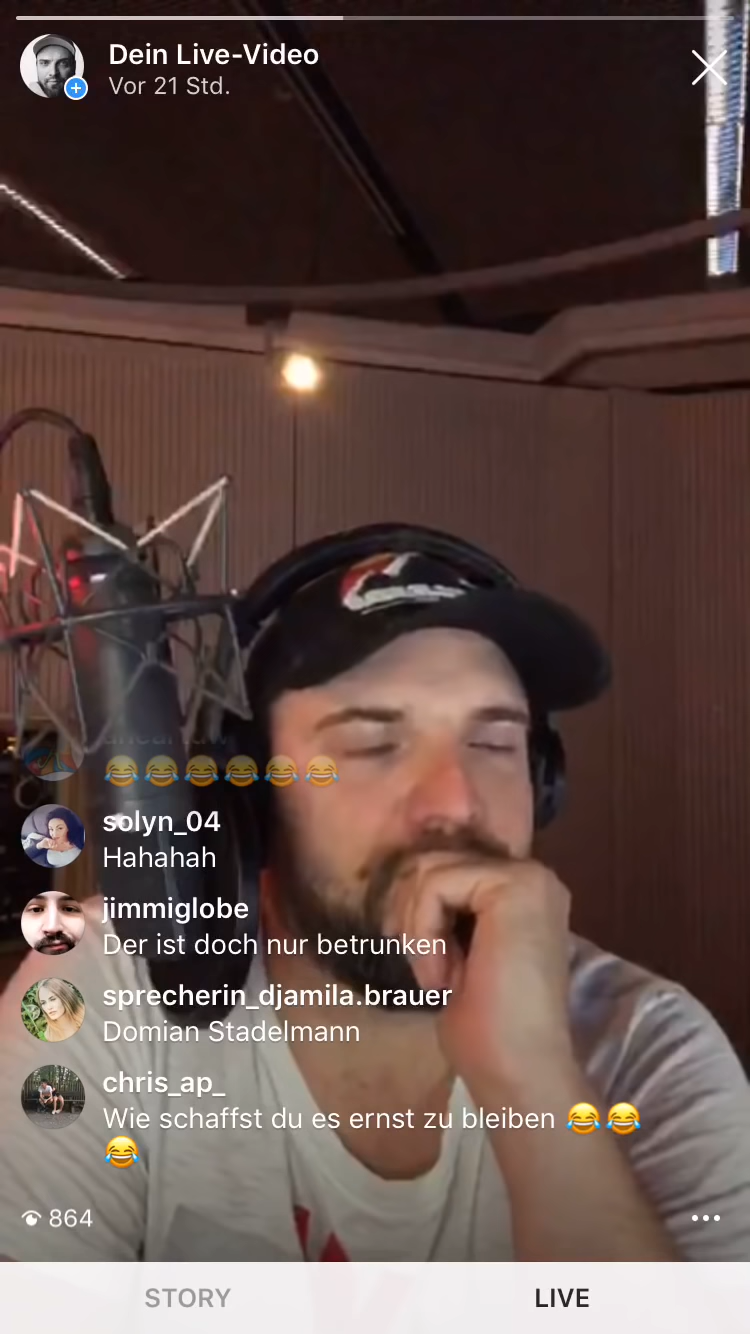 Dein Live-Video
Vor 21 Std.
😂😂😂😂😂😂
solyn_04
Hahahah
jimmiglobe
Der ist doch nur betrunken
sprecherin_djamila.brauer
Domian Stadelmann
chris_ap_
Wie schaffst du es ernst zu bleiben 😂😂
😂
864
STORY
LIVE